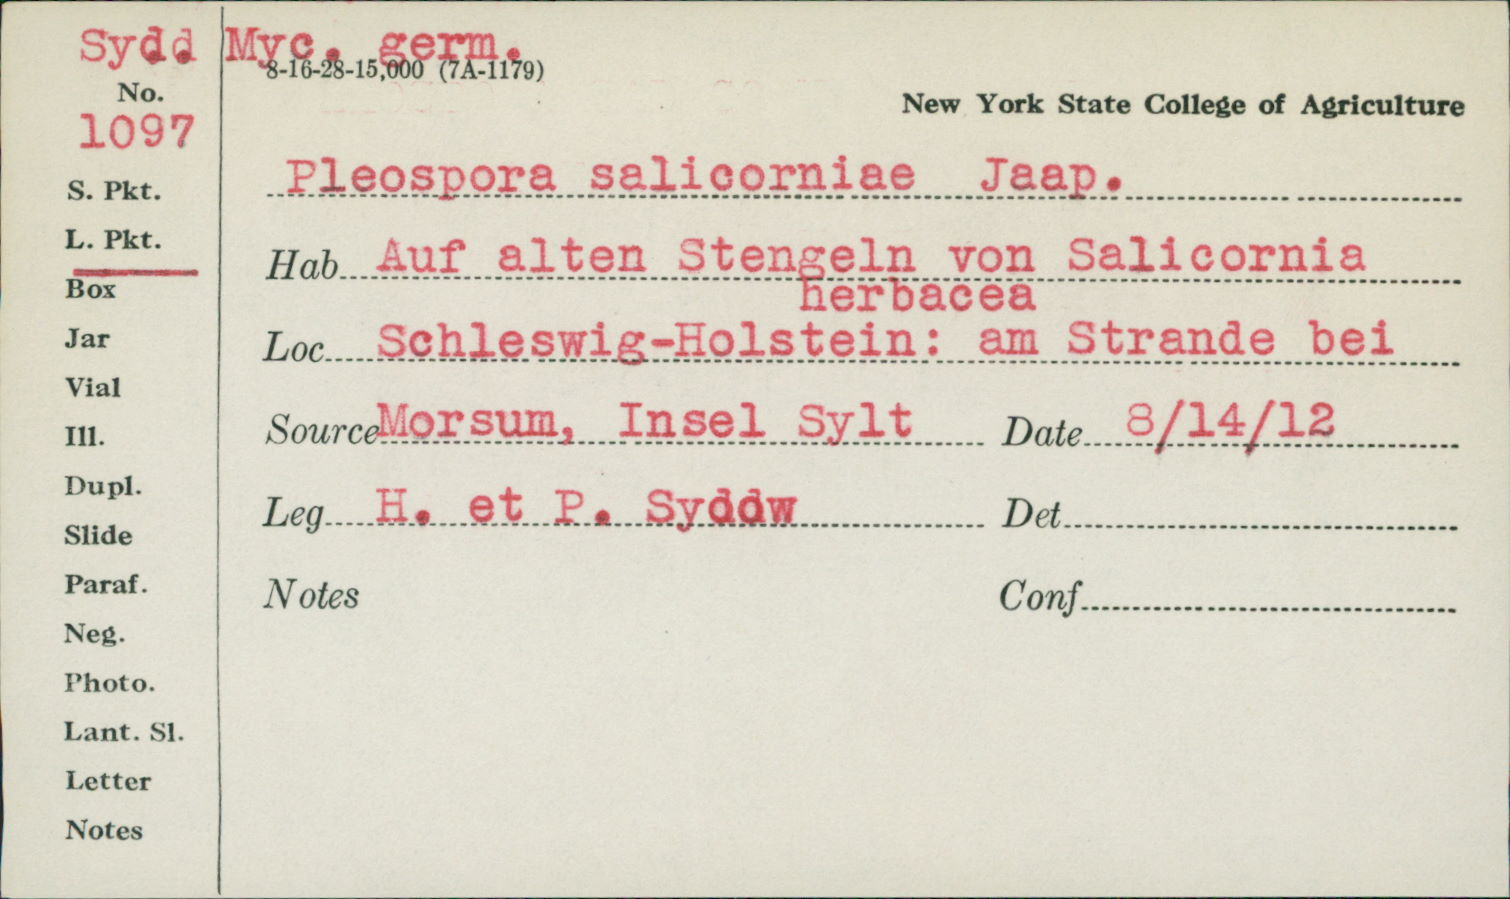 Sydd Myc. germ.
8-16-28-15,000 (7A-1179)
No.
1097
New York State College of Agriculture
S. Pkt.
L. Pkt.
Box
Jar
Vial
Ill.
Dupl.
Slide
Paraf.
Neg.
Photo.
Lant. Sl.
Letter
Notes
Pleospora salicorniae Jaap.
Hab Auf alten Stengeln von Salicornia
herbacea
Loc Schleswig-Holstein: am Strande bei
Source Morsum, Insel Sylt Date 8/14/12
Leg H. et P. Syddw Det
Notes Conf